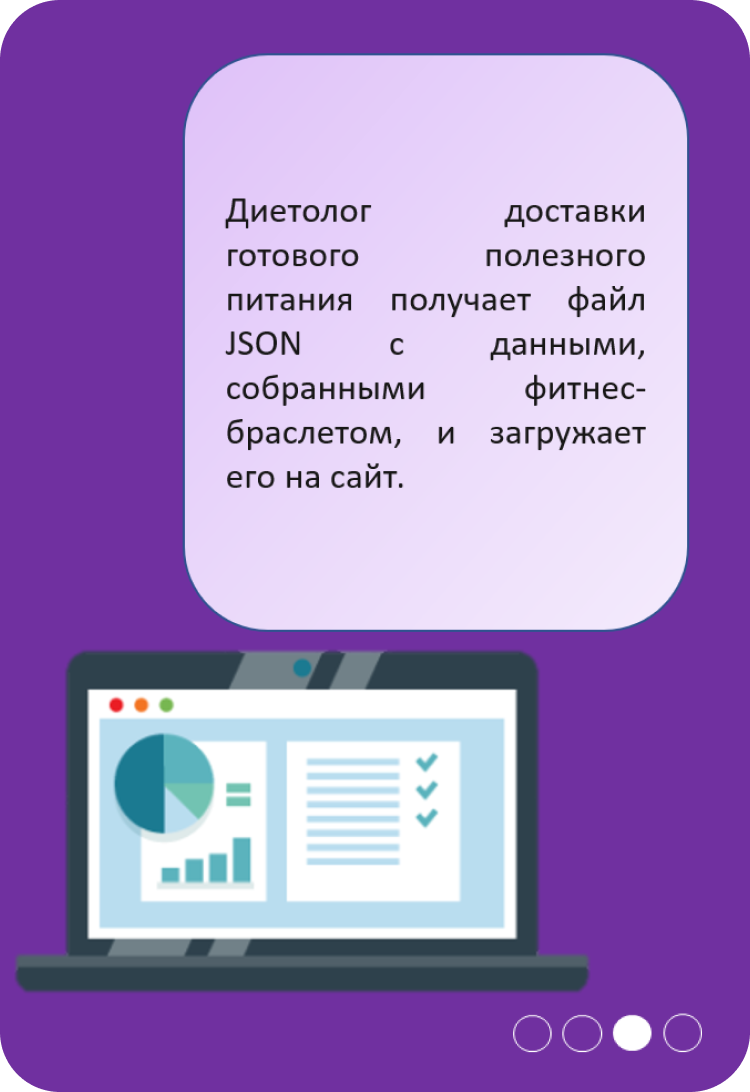 Диетолог доставки
готового полезного
питания получает файл
JSON с данными,
собранными фитнес-
браслетом, и загружает
его на сайт.